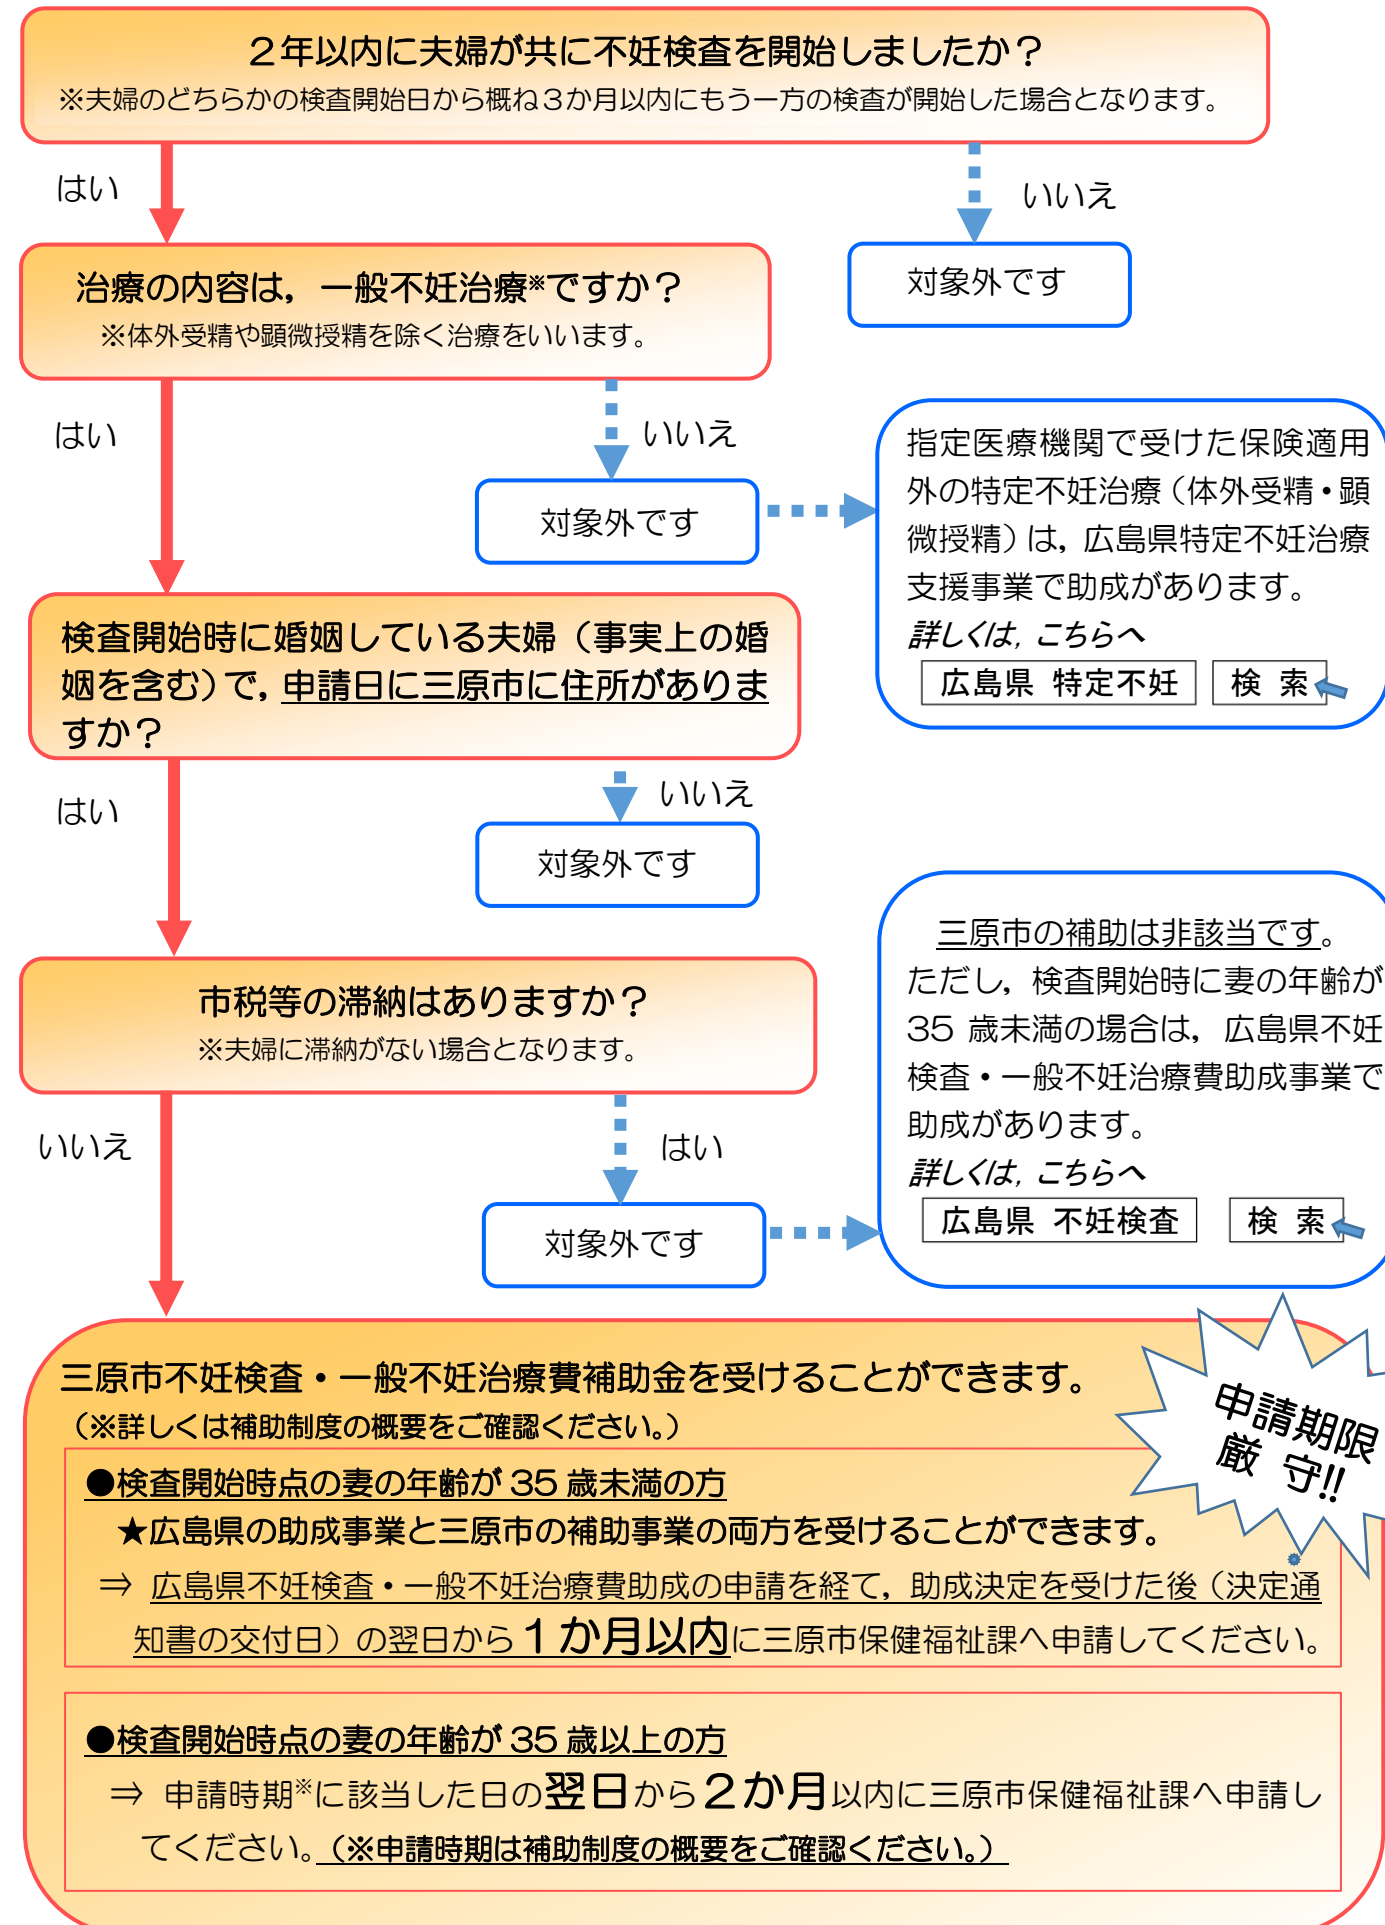 ２年以内に夫婦が共に不妊検査を開始しましたか？
※夫婦のどちらかの検査開始日から概ね３か月以内にもう一方の検査が開始した場合となります。
はい
いいえ
対象外です
治療の内容は，一般不妊治療※ですか？
※体外受精や顕微授精を除く治療をいいます。
はい
いいえ
対象外です
指定医療機関で受けた保険適用
外の特定不妊治療（体外受精・顕
微授精）は，広島県特定不妊治療
支援事業で助成があります。
詳しくは，こちらへ
広島県 特定不妊 検 索
検査開始時に婚姻している夫婦（事実上の婚
姻を含む）で，申請日に三原市に住所がありま
すか？
はい
いいえ
対象外です
市税等の滞納はありますか？
※夫婦に滞納がない場合となります。
いいえ
はい
対象外です
三原市の補助は非該当です。
ただし，検査開始時に妻の年齢が
35 歳未満の場合は，広島県不妊
検査・一般不妊治療費助成事業で
助成があります。
詳しくは，こちらへ
広島県 不妊検査 検 索
三原市不妊検査・一般不妊治療費補助金を受けることができます。
（※詳しくは補助制度の概要をご確認ください。）
申請期限
厳 守!!
●検査開始時点の妻の年齢が 35 歳未満の方
★広島県の助成事業と三原市の補助事業の両方を受けることができます。
⇒ 広島県不妊検査・一般不妊治療費助成の申請を経て，助成決定を受けた後（決定通
知書の交付日）の翌日から１か月以内に三原市保健福祉課へ申請してください。
●検査開始時点の妻の年齢が 35 歳以上の方
⇒ 申請時期※に該当した日の翌日から２か月以内に三原市保健福祉課へ申請し
てください。（※申請時期は補助制度の概要をご確認ください。）